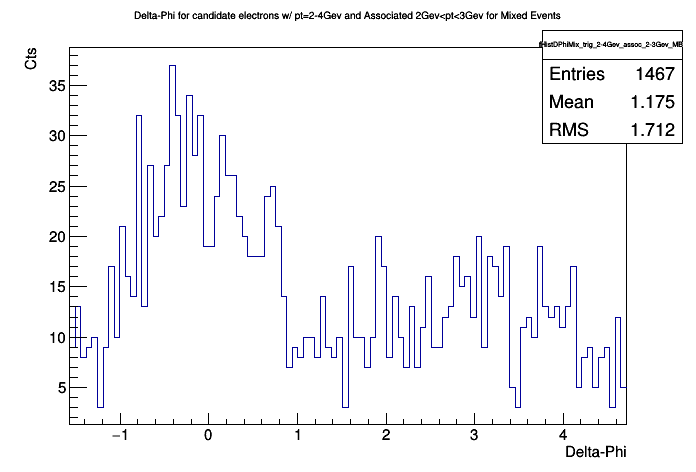 Delta-Phi for candidate electrons w/ pt=2-4Gev and Associated 2Gev<pt<3Gev for Mixed Events
fHistDPhiMix_trig_2-4Gev_assoc_2-3Gev_MB
Entries 1467
Mean 1.175
RMS 1.712
Cts
35
30
25
20
15
10
5
−1 0 1 2 3 4
Delta-Phi